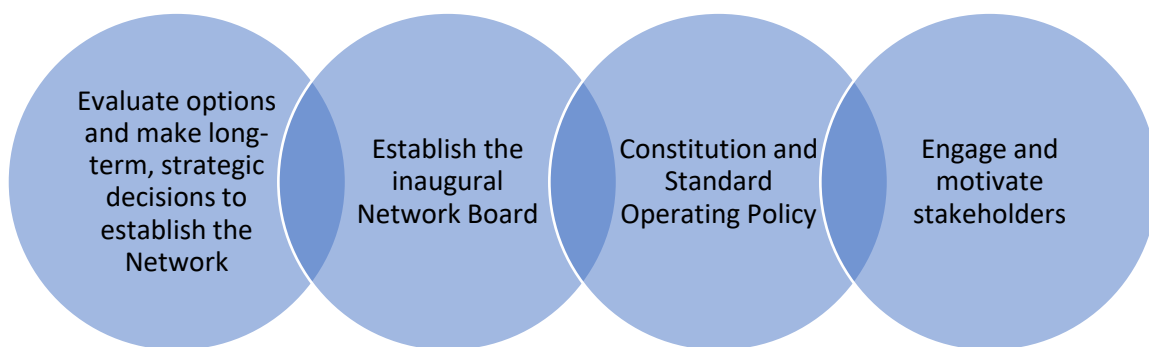 Evaluate options
and make long-
term, strategic
decisions to
establish the
Network
Establish the
inaugural
Network Board
Constitution and
Standard
Operating Policy
Engage and
motivate
stakeholders